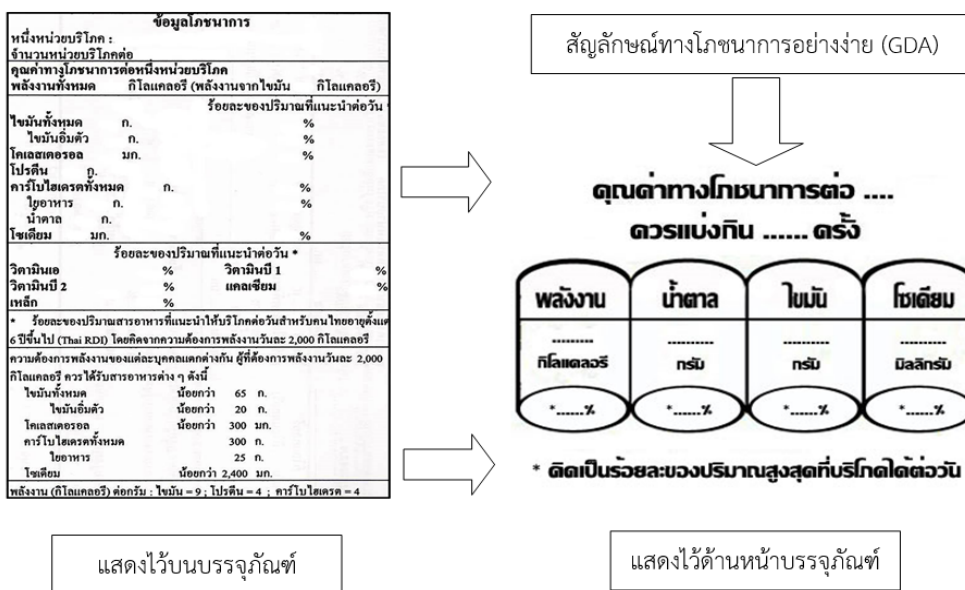 ข้อมูลโภชนาการ
หนึ่งหน่วยบริโภค :
จำนวนหน่วยบริโภคต่อ
คุณค่าทางโภชนาการต่อหนึ่งหน่วยบริโภค
พลังงานทั้งหมด กิโลแคลอรี (พลังงานจากไขมัน กิโลแคลอรี)
ร้อยละของปริมาณที่แนะนำต่อวัน *
ไขมันทั้งหมด ก. %
ไขมันอิ่มตัว ก. %
โคเลสเตอรอล มก. %
โปรตีน ก.
คาร์โบไฮเดรตทั้งหมด ก. %
ใยอาหาร ก. %
น้ำตาล ก.
โซเดียม มก. %
ร้อยละของปริมาณที่แนะนำต่อวัน *
วิตามินเอ % วิตามินบี 1 %
วิตามินบี 2 % แคลเซียม %
เหล็ก %
* ร้อยละของปริมาณสารอาหารที่แนะนำให้บริโภคต่อวันสำหรับคนไทยอายุตั้งแต่
6 ปีขึ้นไป (Thai RDI) โดยคิดจากความต้องการพลังงานวันละ 2,000 กิโลแคลอรี
ความต้องการพลังงานของแต่ละบุคคลแตกต่างกัน ผู้ที่ต้องการพลังงานวันละ 2,000
กิโลแคลอรี ควรได้รับสารอาหารต่าง ๆ ดังนี้
ไขมันทั้งหมด น้อยกว่า 65 ก.
ไขมันอิ่มตัว น้อยกว่า 20 ก.
โคเลสเตอรอล น้อยกว่า 300 มก.
คาร์โบไฮเดรตทั้งหมด 300 ก.
ใยอาหาร 25 ก.
โซเดียม น้อยกว่า 2,400 มก.
พลังงาน (กิโลแคลอรี) ต่อกรัม : ไขมัน = 9 ; โปรตีน = 4 ; คาร์โบไฮเดรต = 4
แสดงไว้บนบรรจุภัณฑ์
สัญลักษณ์ทางโภชนาการอย่างง่าย (GDA)
คุณค่าทางโภชนาการต่อ ....
ควรแบ่งกิน ...... ครั้ง
พลังงาน น้ำตาล ไขมัน โซเดียม
.......... .......... .......... ..........
กิโลแคลอรี กรัม กรัม มิลลิกรัม
*......% *......% *......% *......%
* คิดเป็นร้อยละของปริมาณสูงสุดที่บริโภคได้ต่อวัน
แสดงไว้ด้านหน้าบรรจุภัณฑ์